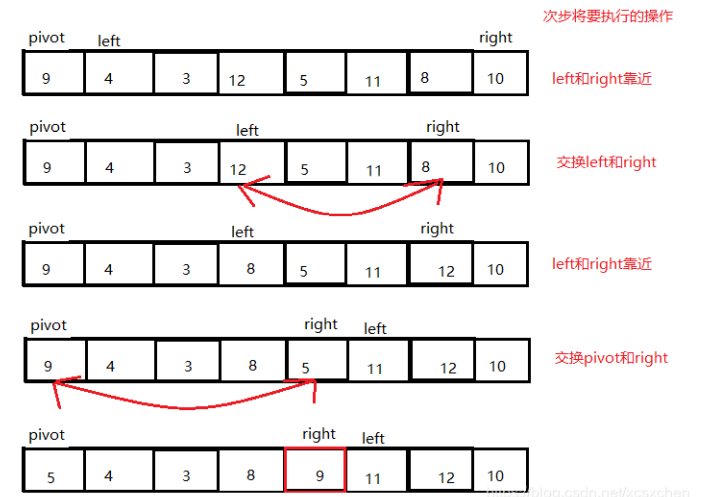 次步将要执行的操作
pivot left right
9 4 3 12 5 11 8 10
left和right靠近
pivot left right
9 4 3 12 5 11 8 10
交换left和right
pivot left right
9 4 3 8 5 11 12 10
left和right靠近
pivot right left
9 4 3 8 5 11 12 10
交换pivot和right
pivot right left
5 4 3 8 9 11 12 10
https://blog.csdn.net/xcsxchen